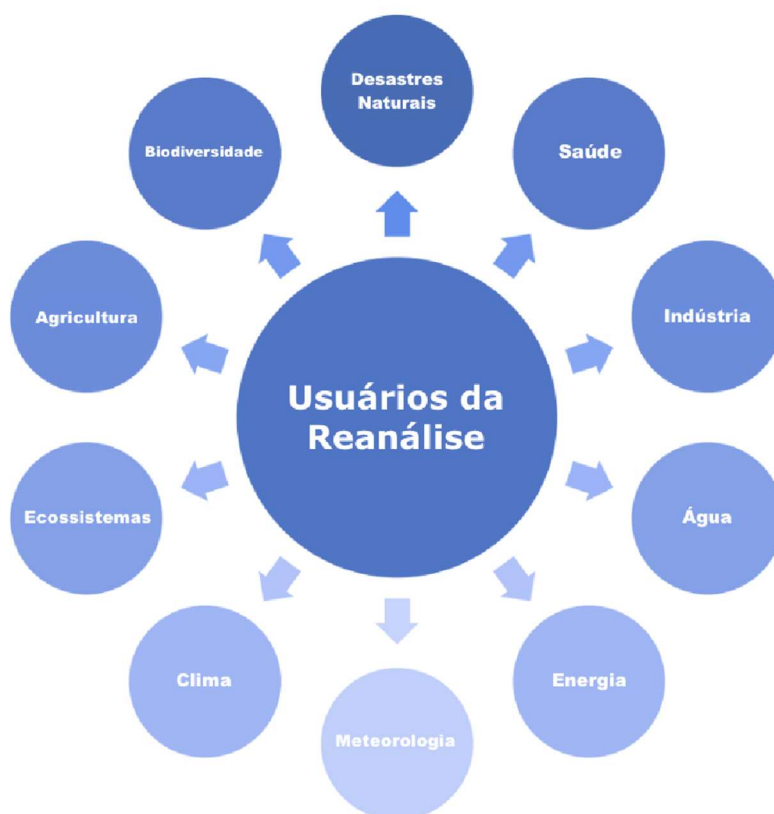 Desastres
Naturais
Saúde
Indústria
Água
Energia
Meteorologia
Clima
Ecossistemas
Agricultura
Biodiversidade
Usuários da
Reanálise